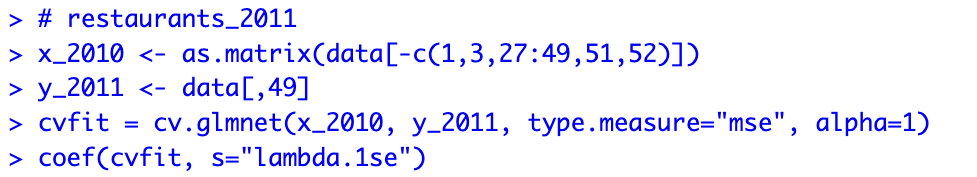 > # restaurants_2011
> x_2010 <- as.matrix(data[-c(1,3,27:49,51,52)])
> y_2011 <- data[,49]
> cvfit = cv.glmnet(x_2010, y_2011, type.measure="mse", alpha=1)
> coef(cvfit, s="lambda.1se")